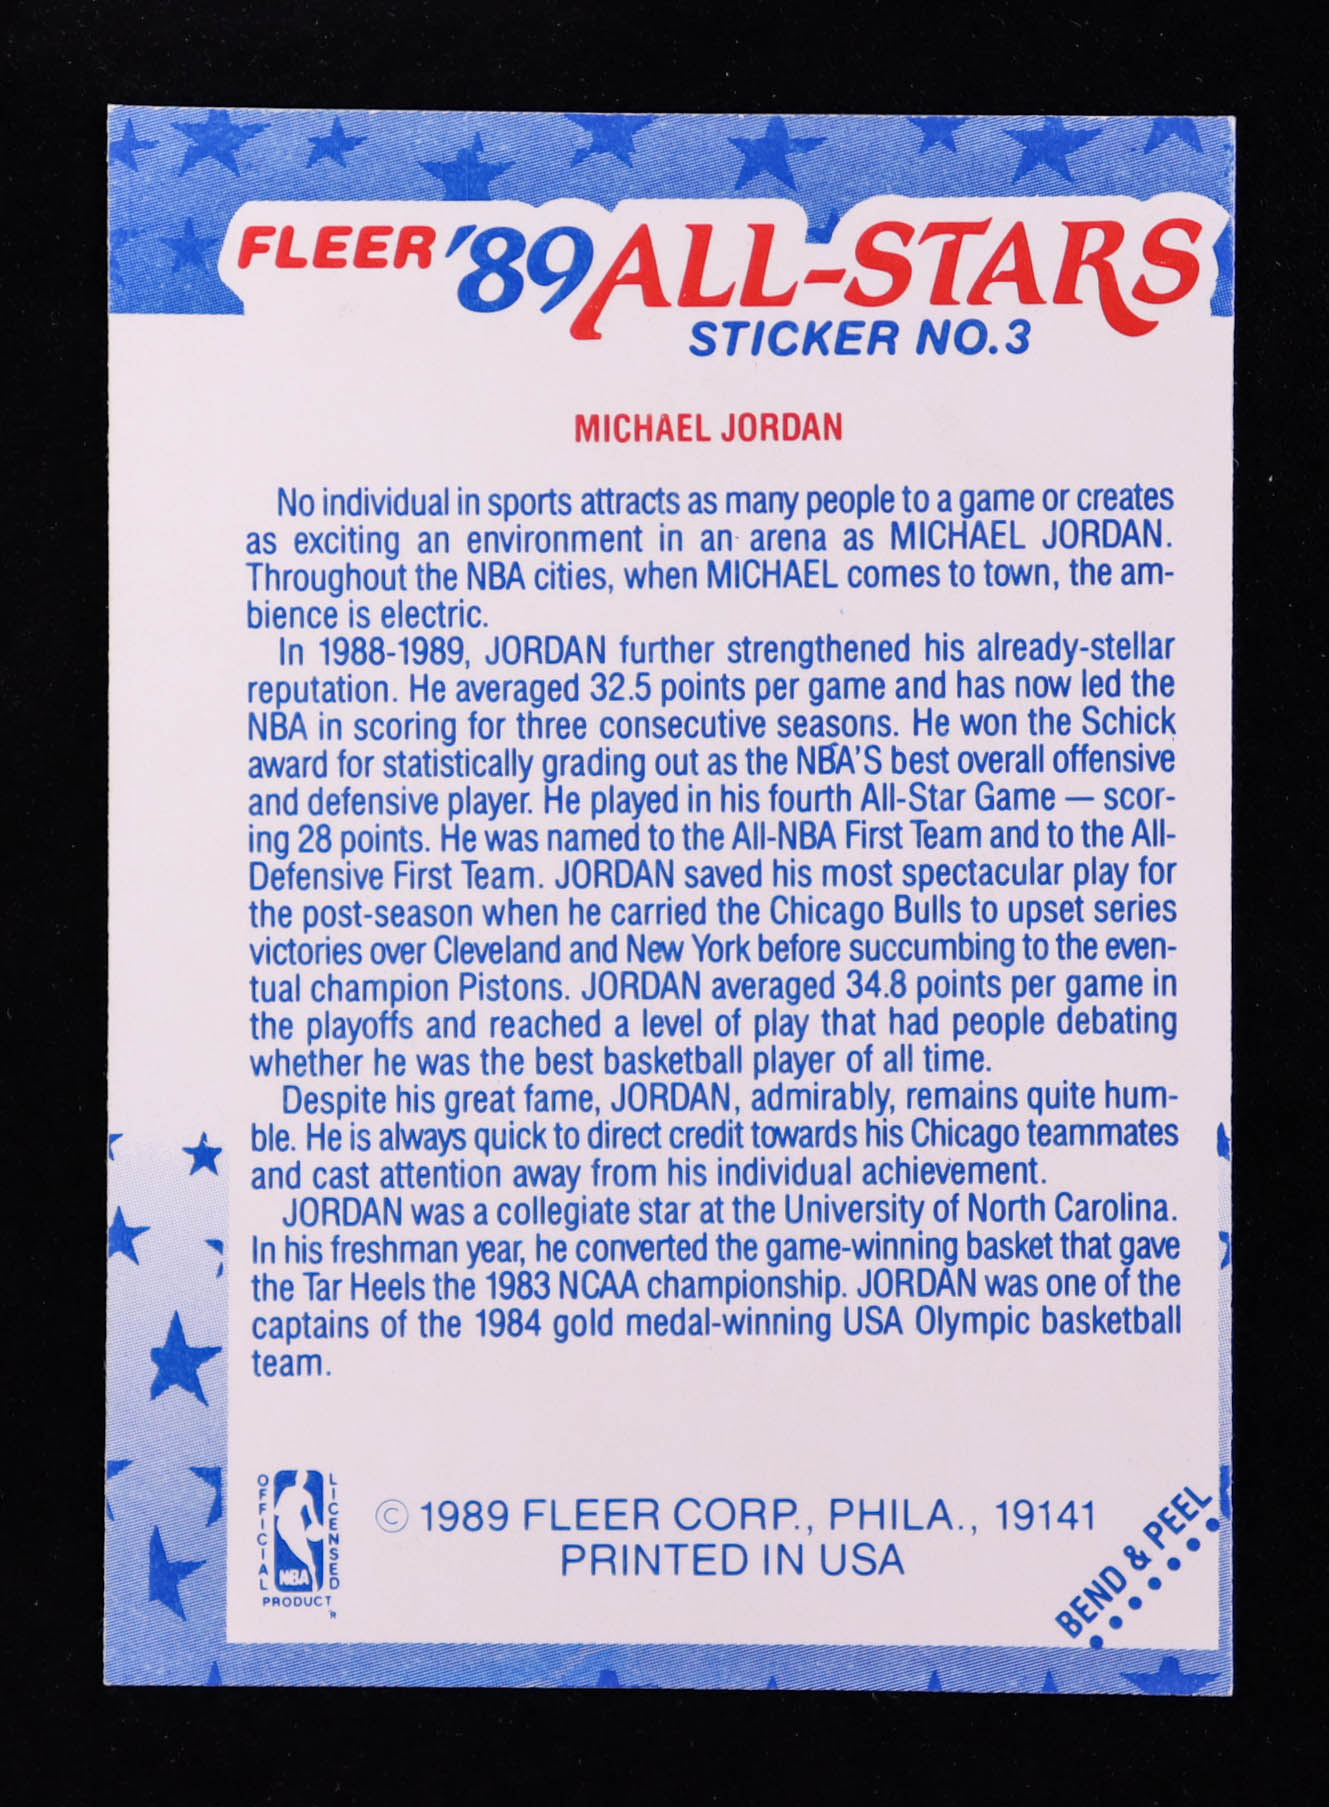 FLEER '89 ALL-STARS
STICKER NO.3
MICHAEL JORDAN
No individual in sports attracts as many people to a game or creates
as exciting an environment in an arena as MICHAEL JORDAN.
Throughout the NBA cities, when MICHAEL comes to town, the am-
bience is electric.
In 1988-1989, JORDAN further strengthened his already-stellar
reputation. He averaged 32.5 points per game and has now led the
NBA in scoring for three consecutive seasons. He won the Schick
award for statistically grading out as the NBA'S best overall offensive
and defensive player. He played in his fourth All-Star Game — scor-
ing 28 points. He was named to the All-NBA First Team and to the All-
Defensive First Team. JORDAN saved his most spectacular play for
the post-season when he carried the Chicago Bulls to upset series
victories over Cleveland and New York before succumbing to the even-
tual champion Pistons. JORDAN averaged 34.8 points per game in
the playoffs and reached a level of play that had people debating
whether he was the best basketball player of all time.
Despite his great fame, JORDAN, admirably, remains quite hum-
ble. He is always quick to direct credit towards his Chicago teammates
and cast attention away from his individual achievement.
JORDAN was a collegiate star at the University of North Carolina.
In his freshman year, he converted the game-winning basket that gave
the Tar Heels the 1983 NCAA championship. JORDAN was one of the
captains of the 1984 gold medal-winning USA Olympic basketball
team.
OFFICIAL
NBA
LICENSED
PRODUCT
R
© 1989 FLEER CORP., PHILA., 19141
PRINTED IN USA
BEND & PEEL